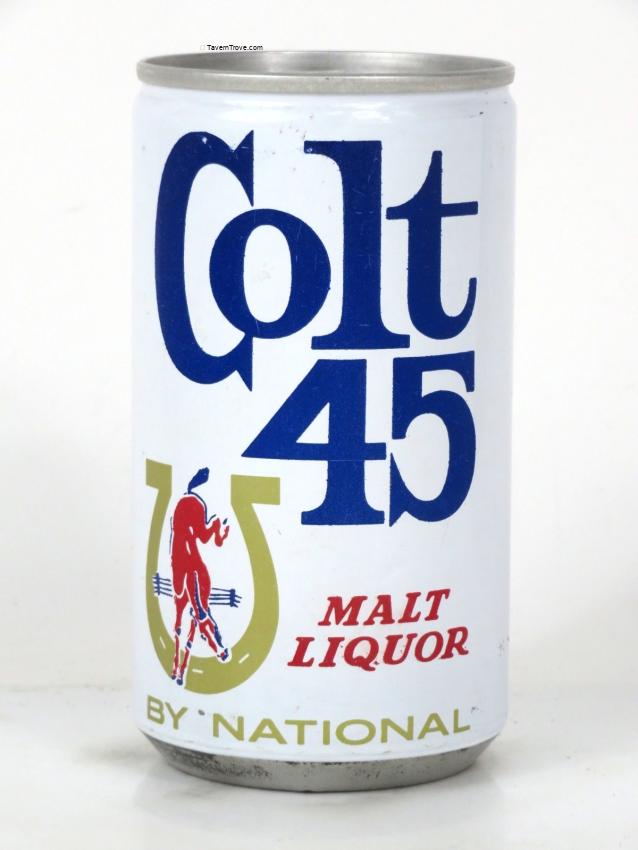 TavernTrove.com
Colt
45
MALT
LIQUOR
BY NATIONAL